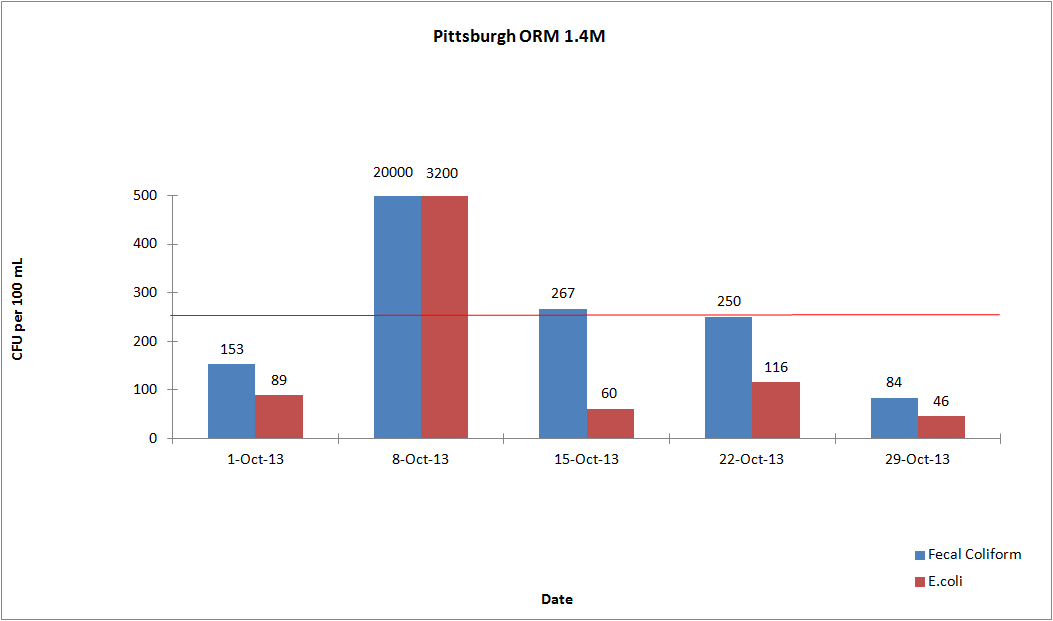 Pittsburgh ORM 1.4M
20000 3200
500
400
300
267
250
200
153
116
100
89
60
84
46
0
1-Oct-13 8-Oct-13 15-Oct-13 22-Oct-13 29-Oct-13
CFU per 100 mL
Fecal Coliform
E.coli
Date